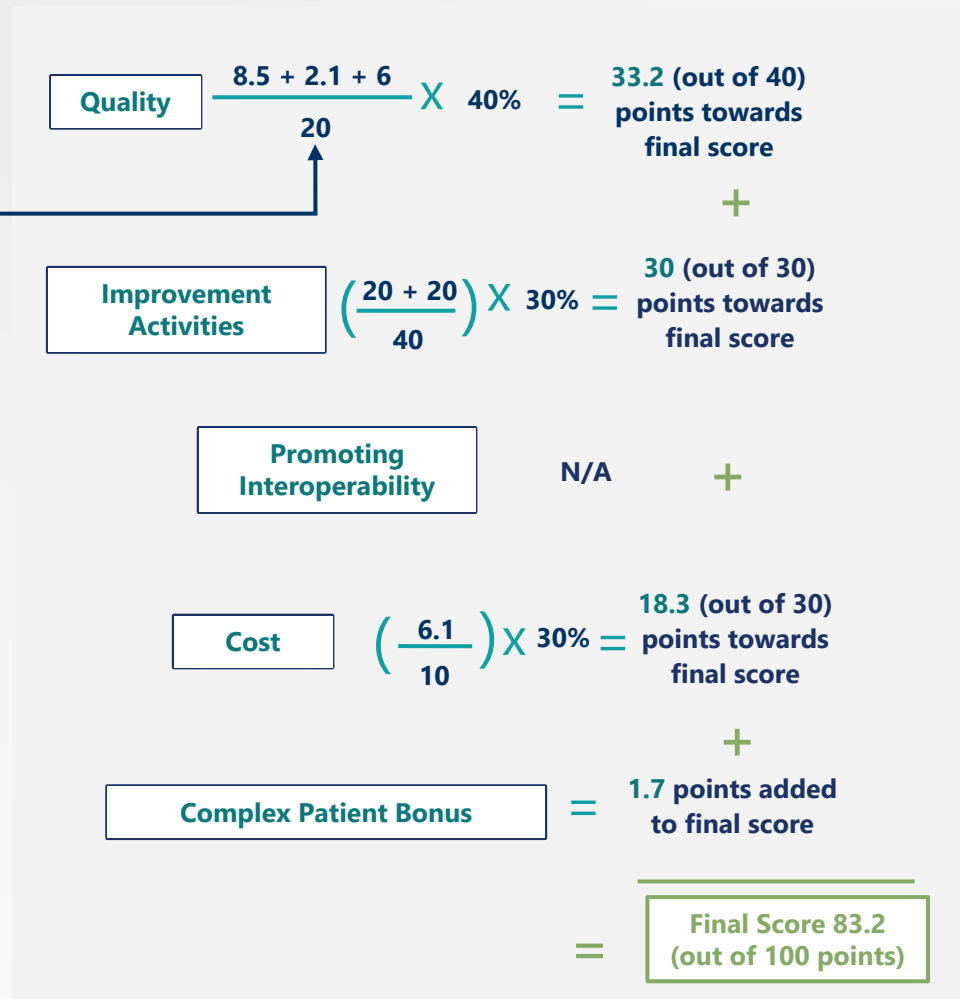 8.5 + 2.1 + 6
Quality
X 40% =
20
33.2 (out of 40)
points towards
final score
+
Improvement
Activities
(20 + 20
40) X 30% =
30 (out of 30)
points towards
final score
Promoting
Interoperability
N/A +
Cost
(6.1
10) X 30% =
18.3 (out of 30)
points towards
final score
+
Complex Patient Bonus =
1.7 points added
to final score
=
Final Score 83.2
(out of 100 points)